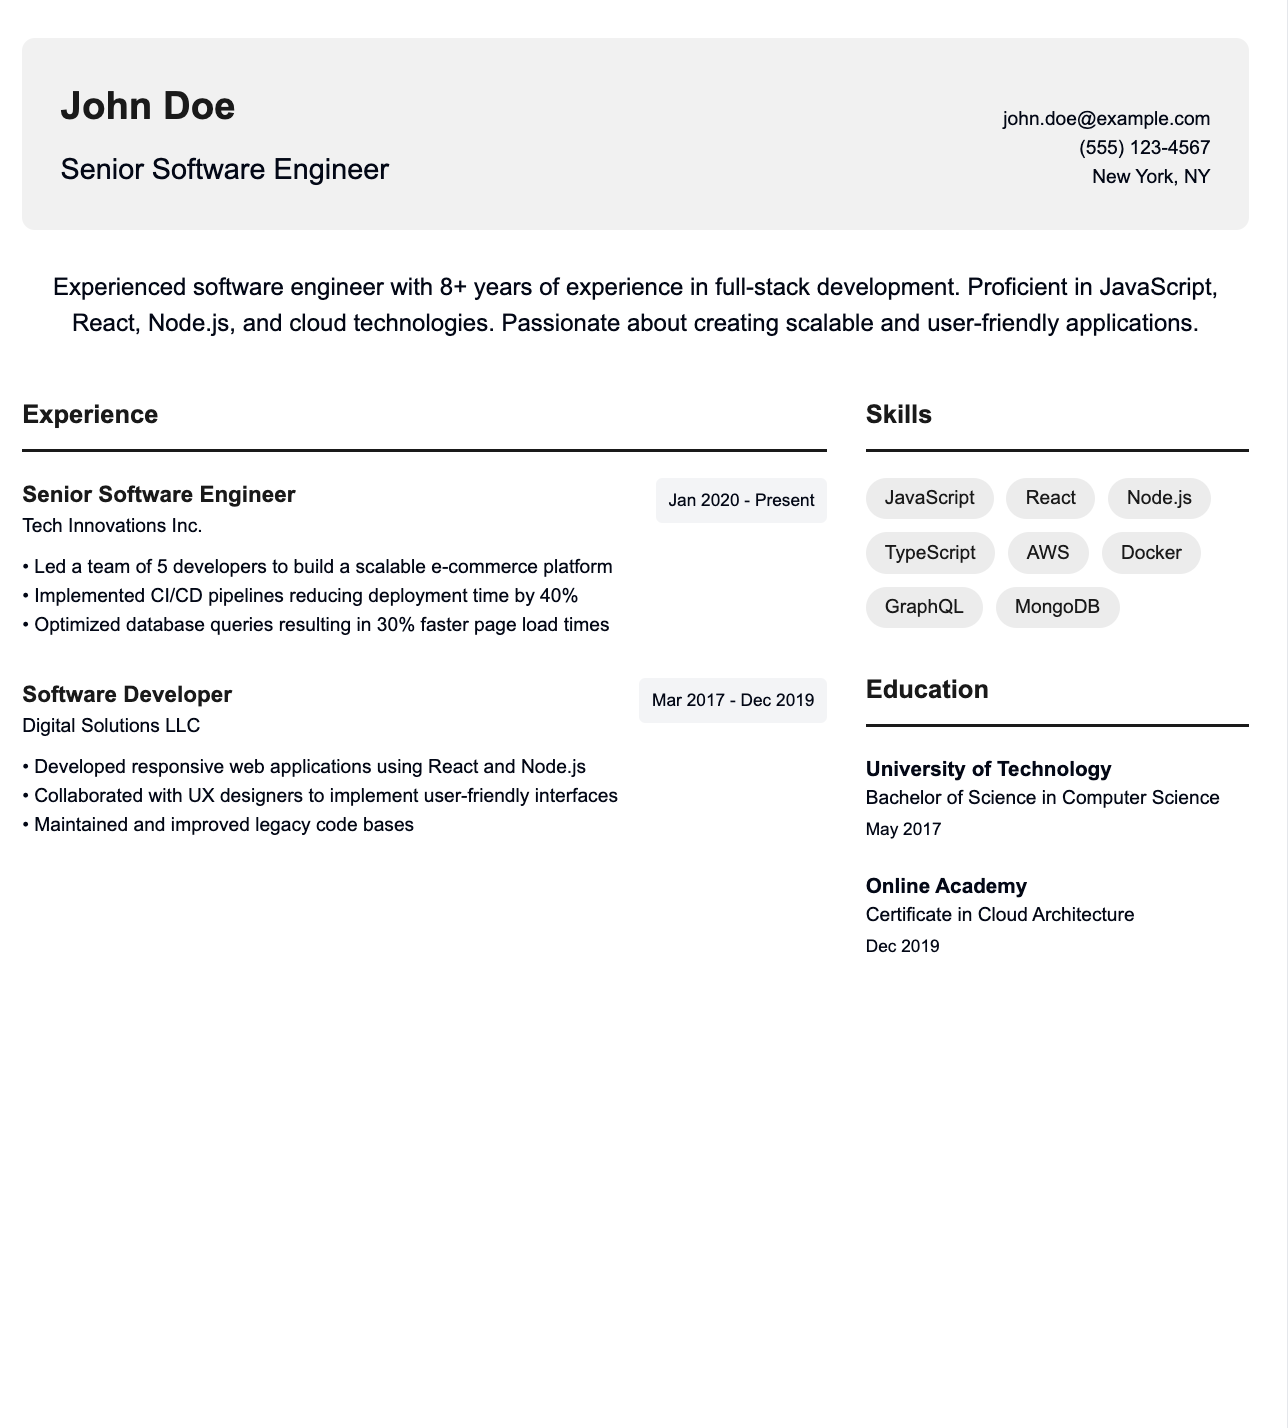 John Doe
Senior Software Engineer
john.doe@example.com
(555) 123-4567
New York, NY
Experienced software engineer with 8+ years of experience in full-stack development. Proficient in JavaScript,
React, Node.js, and cloud technologies. Passionate about creating scalable and user-friendly applications.
Experience
Senior Software Engineer
Jan 2020 - Present
Tech Innovations Inc.
• Led a team of 5 developers to build a scalable e-commerce platform
• Implemented CI/CD pipelines reducing deployment time by 40%
• Optimized database queries resulting in 30% faster page load times
Software Developer
Mar 2017 - Dec 2019
Digital Solutions LLC
• Developed responsive web applications using React and Node.js
• Collaborated with UX designers to implement user-friendly interfaces
• Maintained and improved legacy code bases
Skills
JavaScript React Node.js
TypeScript AWS Docker
GraphQL MongoDB
Education
University of Technology
Bachelor of Science in Computer Science
May 2017
Online Academy
Certificate in Cloud Architecture
Dec 2019